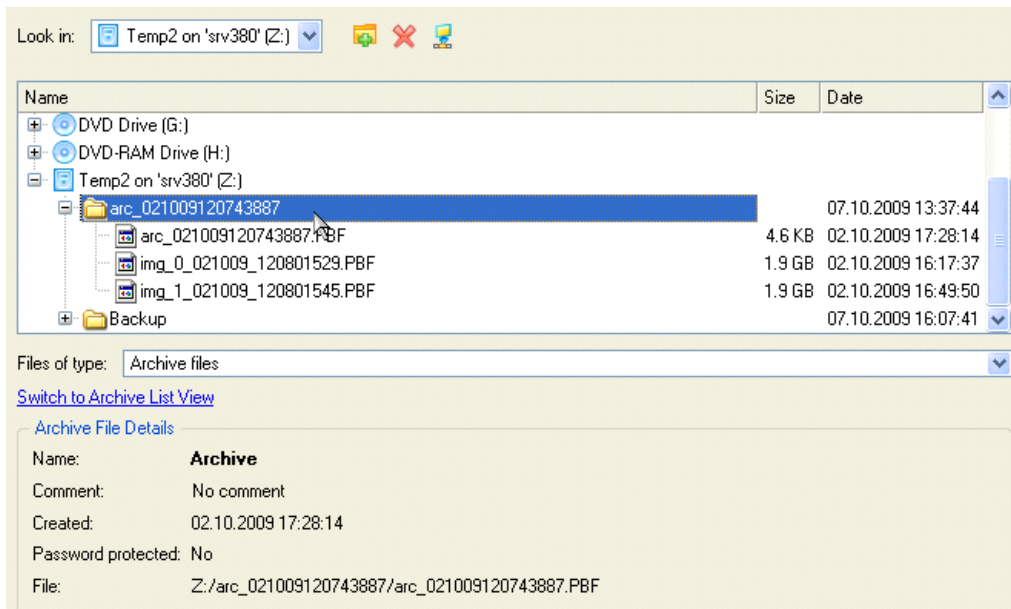 Look in: Temp2 on 'srv380' (Z:)
Name Size Date
DVD Drive (G:)
DVD-RAM Drive (H:)
Temp2 on 'srv380' (Z:)
arc_021009120743887 07.10.2009 13:37:44
arc_021009120743887.PBF 4.6 KB 02.10.2009 17:28:14
img_0_021009_120801529.PBF 1.9 GB 02.10.2009 16:17:37
img_1_021009_120801545.PBF 1.9 GB 02.10.2009 16:49:50
Backup 07.10.2009 16:07:41
Files of type: Archive files
Switch to Archive List View
Archive File Details
Name: Archive
Comment: No comment
Created: 02.10.2009 17:28:14
Password protected: No
File: Z:/arc_021009120743887/arc_021009120743887.PBF